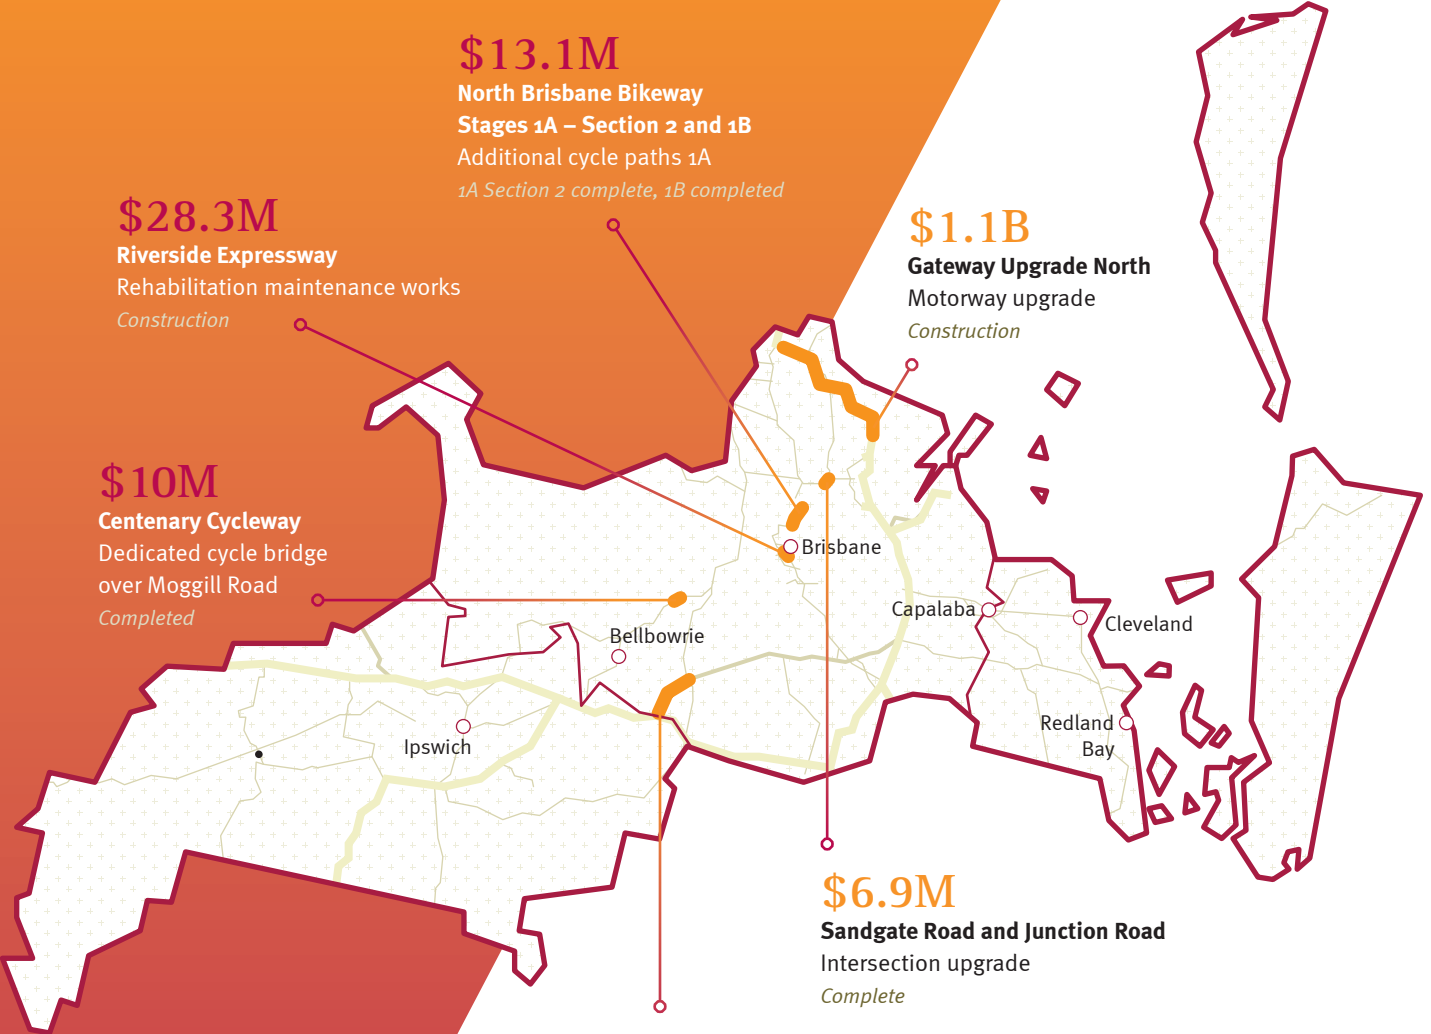 $13.1M
North Brisbane Bikeway
Stages 1A – Section 2 and 1B
Additional cycle paths 1A
1A Section 2 complete, 1B completed
$28.3M
Riverside Expressway
Rehabilitation maintenance works
Construction
$1.1B
Gateway Upgrade North
Motorway upgrade
Construction
$10M
Centenary Cycleway
Dedicated cycle bridge
over Moggill Road
Completed
Brisbane
Capalaba
Cleveland
Bellbowrie
Redland
Bay
Ipswich
$6.9M
Sandgate Road and Junction Road
Intersection upgrade
Complete